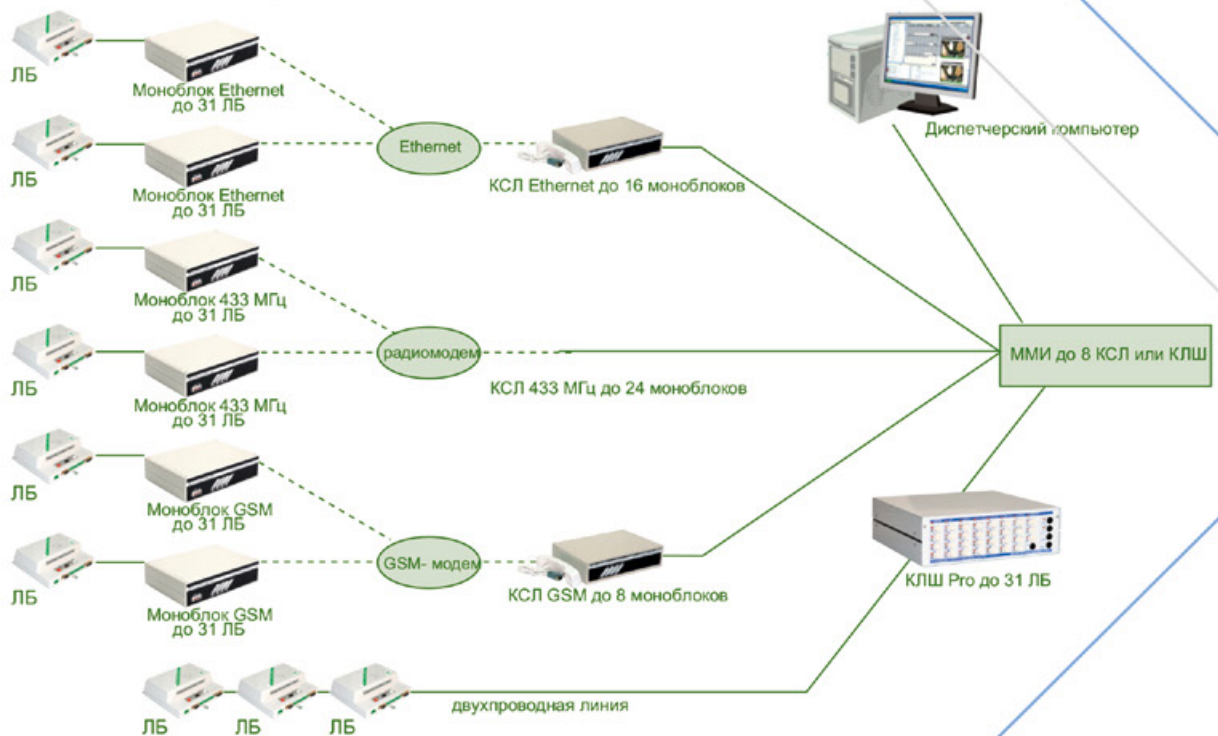 ЛБ
Моноблок Ethernet
до 31 ЛБ
Диспетчерский компьютер
ЛБ
Моноблок Ethernet
до 31 ЛБ
Ethernet
КСЛ Ethernet до 16 моноблоков
ЛБ
Моноблок 433 МГц
до 31 ЛБ
ЛБ
Моноблок 433 МГц
до 31 ЛБ
радиомодем
КСЛ 433 МГц до 24 моноблоков
ММИ до 8 КСЛ или КЛШ
ЛБ
Моноблок GSM
до 31 ЛБ
ЛБ
Моноблок GSM
до 31 ЛБ
GSM- модем
КСЛ GSM до 8 моноблоков
КЛШ Pro до 31 ЛБ
ЛБ
ЛБ
ЛБ
двухпроводная линия